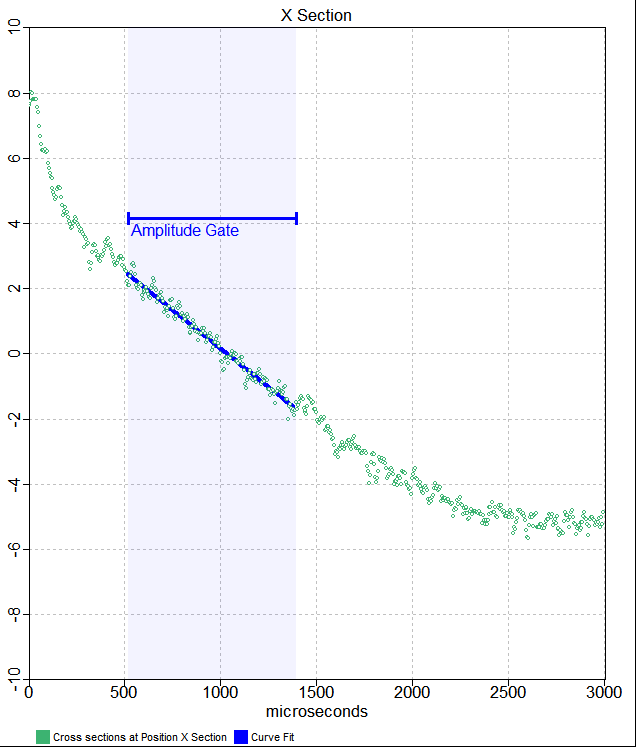 X Section
10
8
6
4
Amplitude Gate
2
0
-2
-4
-6
-8
-10
0 500 1000 1500 2000 2500 3000
microseconds
Cross sections at Position X Section Curve Fit